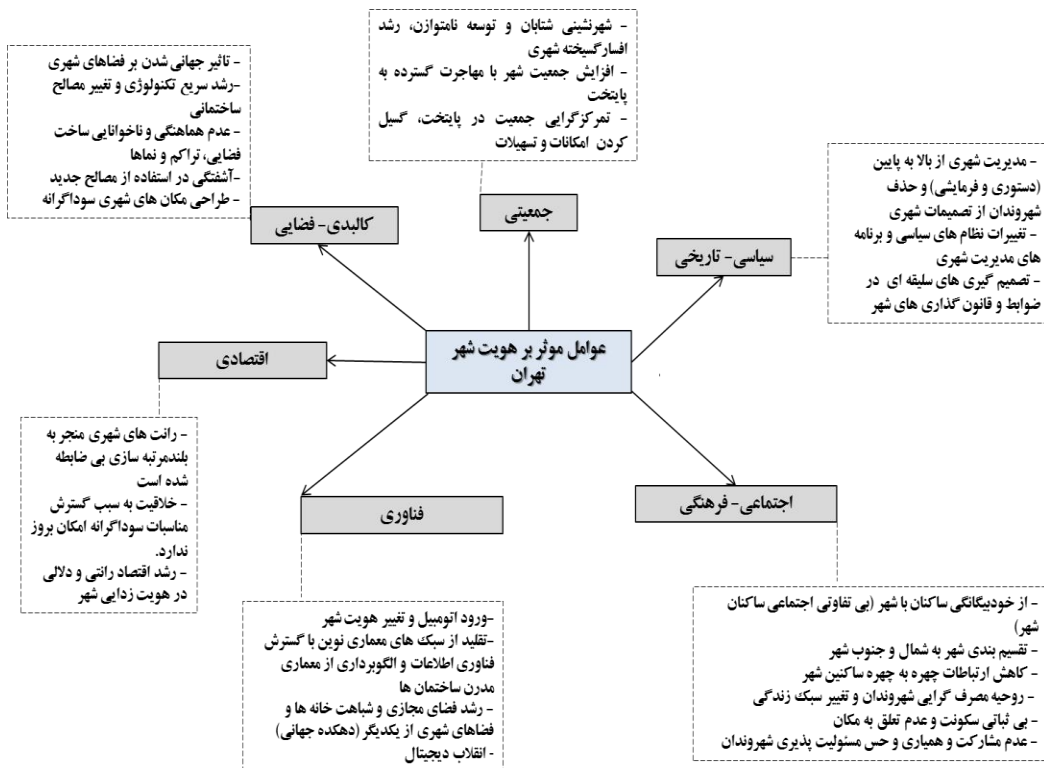 - شهرنشینی شتابان و توسعه نامتوازن، رشد
افسارگسیخته شهری
- افزایش جمعیت شهر با مهاجرت گسترده به
پایتخت
- تمرکزگرایی جمعیت در پایتخت، گسیل
کردن امکانات و تسهیلات
جمعیتی
- مدیریت شهری از بالا به پایین
(دستوری و فرمایشی) و حذف
شهروندان از تصمیمات شهری
- تغییرات نظام های سیاسی و برنامه
های مدیریت شهری
- تصمیم گیری های سلیقه ای در
ضوابط و قانون گذاری های شهر
سیاسی- تاریخی
- تاثیر جهانی شدن بر فضاهای شهری
-رشد سریع تکنولوژی و تغییر مصالح
ساختمانی
- عدم هماهنگی و ناخوانایی ساخت
فضایی، تراکم و نماها
-آشفتگی در استفاده از مصالح جدید
- طراحی مکان های شهری سوداگرانه
کالبدی- فضایی
عوامل موثر بر هویت شهر
تهران
اقتصادی
- رانت های شهری منجر به
بلندمرتبه سازی بی ضابطه
شده است
- خلاقیت به سبب گسترش
مناسبات سوداگرانه امکان بروز
ندارد.
- رشد اقتصاد رانتی و دلالی
در هویت زدایی شهر
اجتماعی- فرهنگی
- از خودبیگانگی ساکنان با شهر (بی تفاوتی اجتماعی ساکنان
شهر)
- تقسیم بندی شهر به شمال و جنوب شهر
- کاهش ارتباطات چهره به چهره ساکنین شهر
- روحیه مصرف گرایی شهروندان و تغییر سبک زندگی
- بی ثباتی سکونت و عدم تعلق به مکان
- عدم مشارکت و همیاری و حس مسئولیت پذیری شهروندان
فناوری
-ورود اتومبیل و تغییر هویت شهر
-تقلید از سبک های معماری نوین با گسترش
فناوری اطلاعات و الگوبرداری از معماری
مدرن ساختمان ها
- رشد فضای مجازی و شباهت خانه ها و
فضاهای شهری از یکدیگر (دهکده جهانی)
- انقلاب دیجیتال